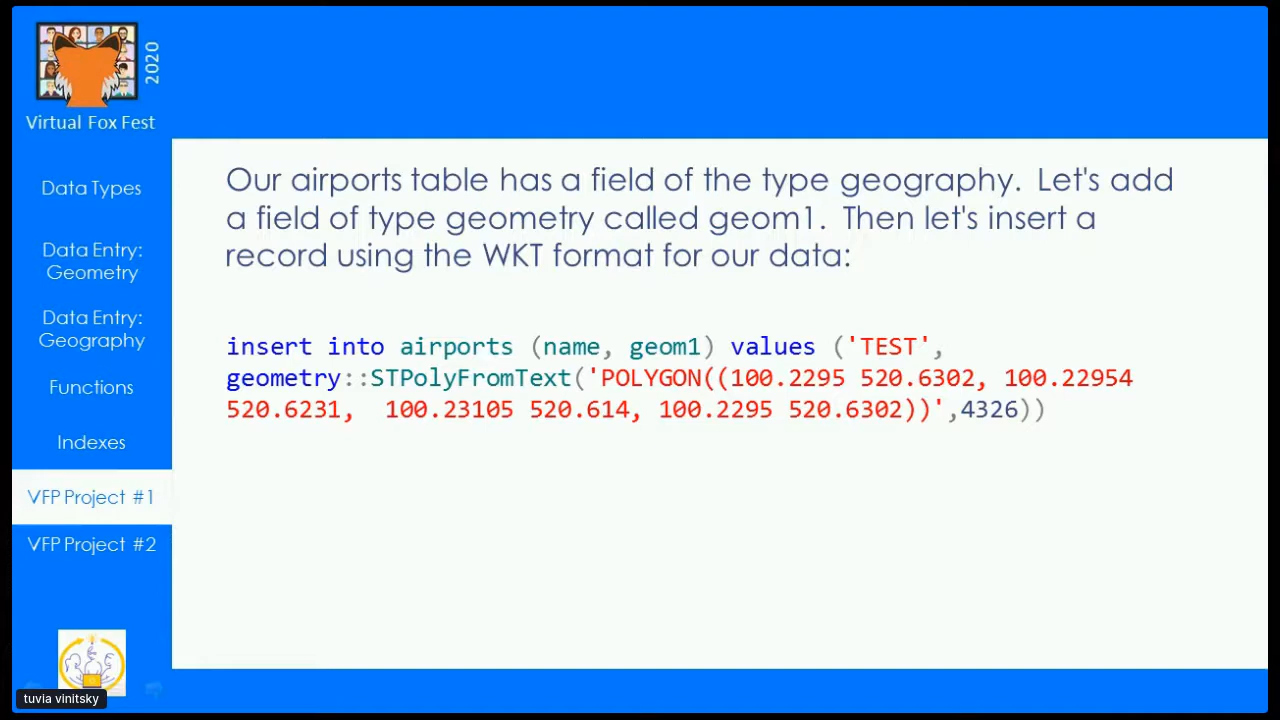 2020
Virtual Fox Fest
Data Types
Data Entry:
Geometry
Data Entry:
Geography
Functions
Indexes
VFP Project #1
VFP Project #2
Our airports table has a field of the type geography.  Let's add
a field of type geometry called geom1.  Then let's insert a
record using the WKT format for our data:
insert into airports (name, geom1) values ('TEST',
geometry::STPolyFromText('POLYGON((100.2295 520.6302, 100.22954
520.6231,  100.23105 520.614, 100.2295 520.6302))',4326))
tuvia vinitsky